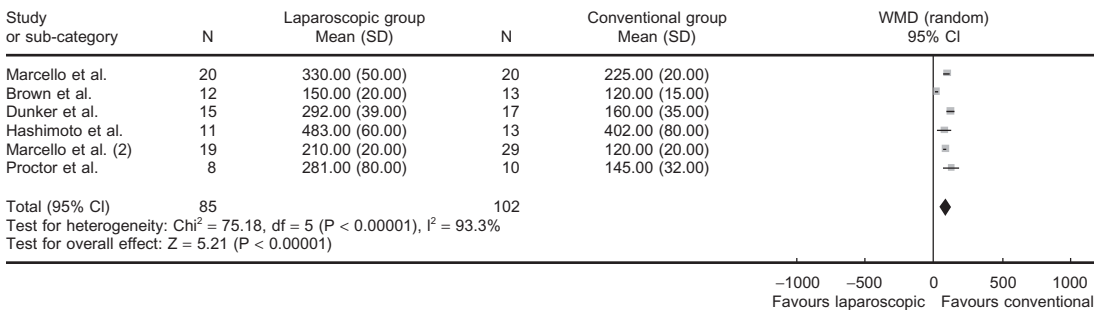 Study Laparoscopic group Conventional group WMD (random)
or sub-category N Mean (SD) N Mean (SD) 95% CI
Marcello et al. 20 330.00 (50.00) 20 225.00 (20.00)
Brown et al. 12 150.00 (20.00) 13 120.00 (15.00)
Dunker et al. 15 292.00 (39.00) 17 160.00 (35.00)
Hashimoto et al. 11 483.00 (60.00) 13 402.00 (80.00)
Marcello et al. (2) 19 210.00 (20.00) 29 120.00 (20.00)
Proctor et al. 8 281.00 (80.00) 10 145.00 (32.00)
Total (95% CI) 85 102
Test for heterogeneity: Chi² = 75.18, df = 5 (P < 0.00001), I² = 93.3%
Test for overall effect: Z = 5.21 (P < 0.00001)
−1000 −500 0 500 1000
Favours laparoscopic Favours conventional